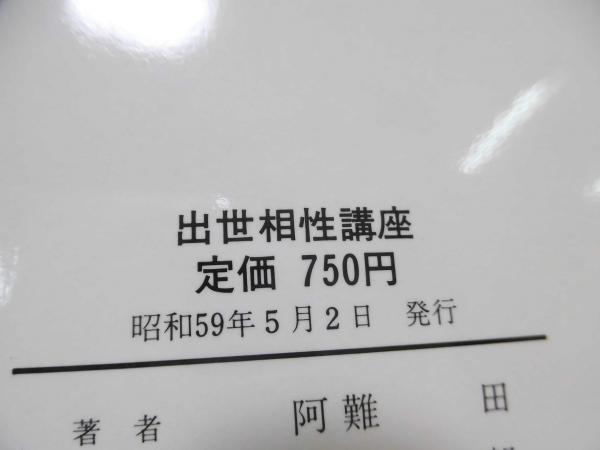 出世相性講座
定価 750円
昭和59年5月2日 発行
著者 阿難田